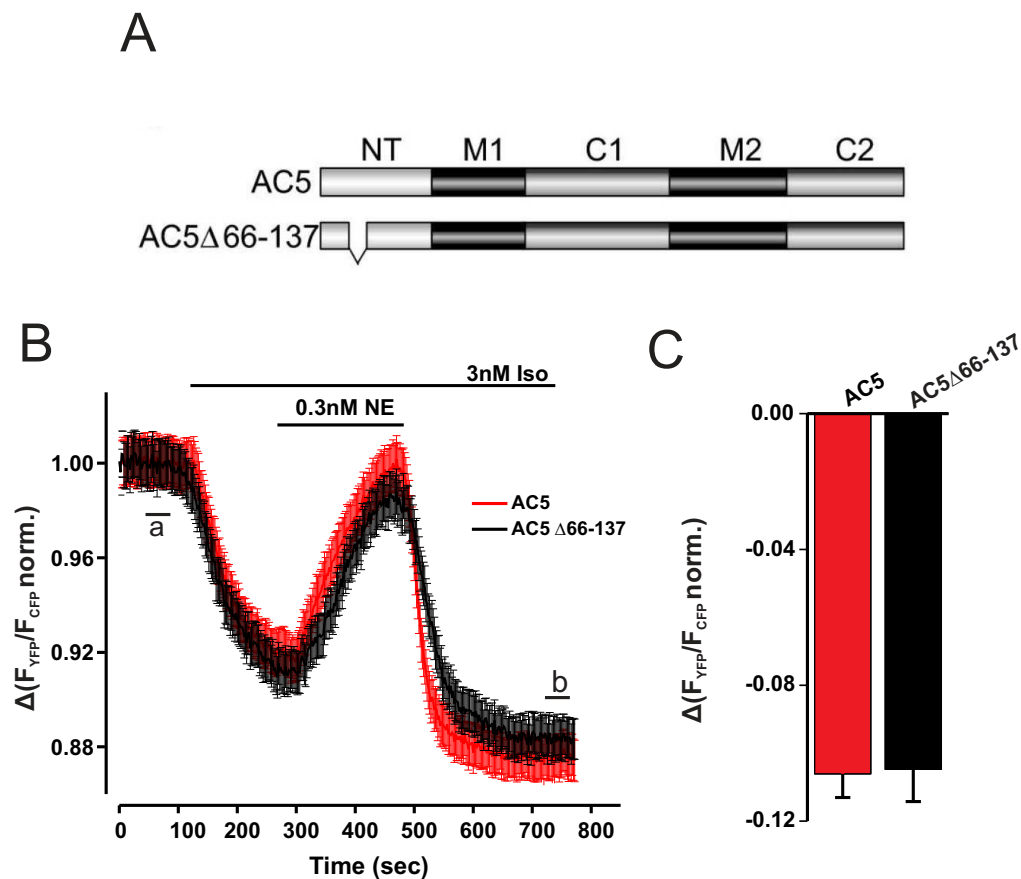 A
NT M1 C1 M2 C2
AC5
AC5Δ66-137
B
3nM Iso
0.3nM NE
1.00
0.96
0.92
0.88
Δ(FYFP/FCFP norm.)
a
b
AC5
AC5 Δ66-137
0 100 200 300 400 500 600 700 800
Time (sec)
C
AC5
AC5Δ66-137
0.00
-0.04
-0.08
-0.12
Δ(FYFP/FCFP norm.)